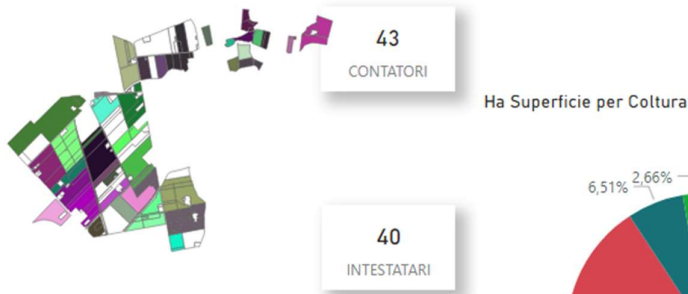 43
CONTATORI
Ha Superficie per Coltura
2,66%
6,51%
40
INTESTATARI